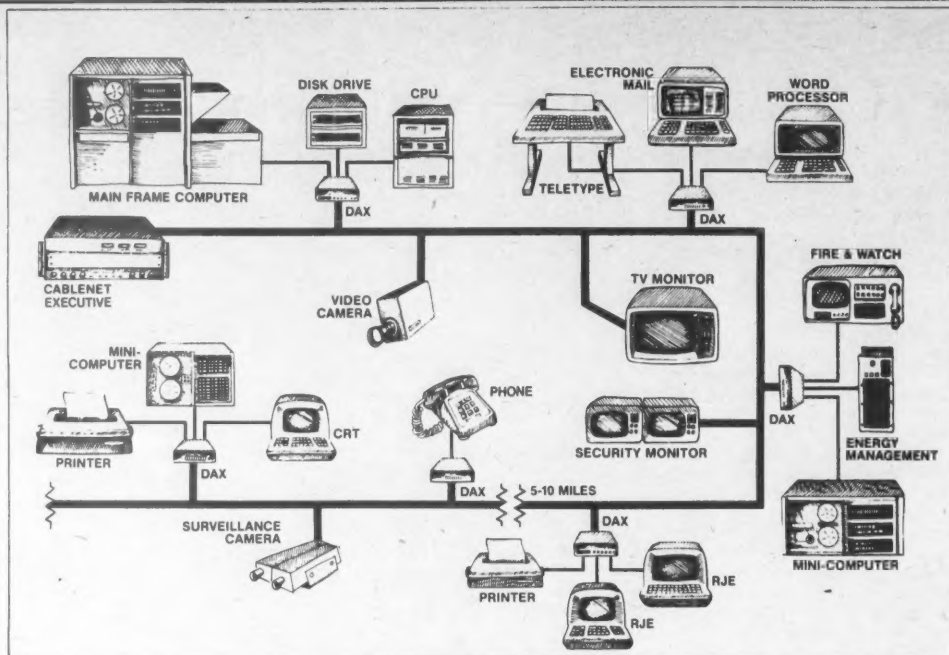 DISK DRIVE
CPU
ELECTRONIC
MAIL
WORD
PROCESSOR
MAIN FRAME COMPUTER
TELETYPE
DAX
DAX
CABLENET
EXECUTIVE
VIDEO
CAMERA
TV MONITOR
FIRE & WATCH
MINI-
COMPUTER
PHONE
DAX
ENERGY
MANAGEMENT
PRINTER
CRT
DAX
SECURITY MONITOR
DAX
5-10 MILES
SURVEILLANCE
CAMERA
DAX
MINI-COMPUTER
PRINTER
RJE
RJE